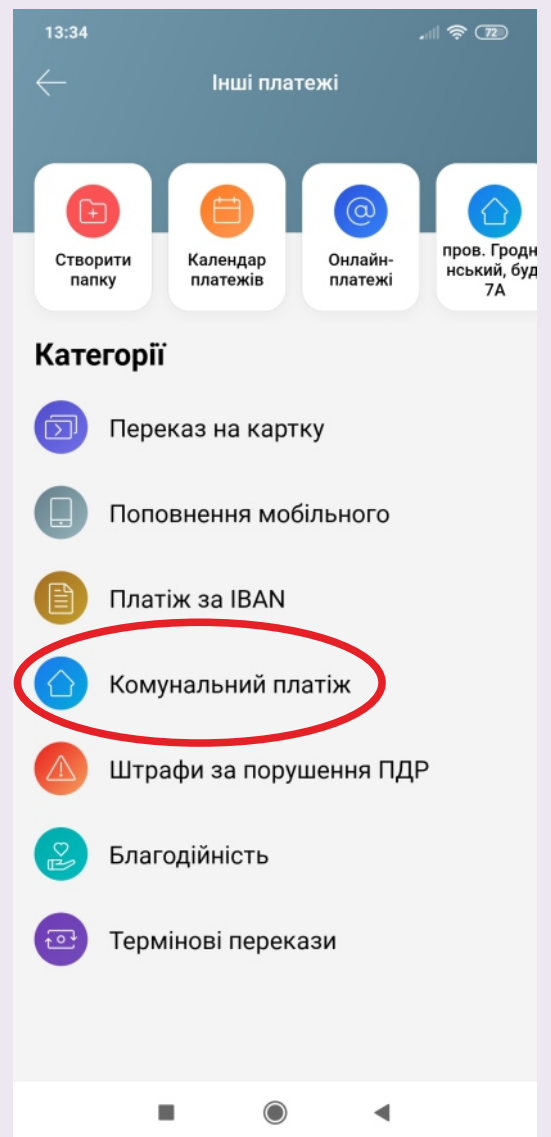 13:34
72
Інші платежі
Створити
папку
Календар
платежів
Онлайн-
платежі
пров. Гродн
нський, буд
7А
Категорії
Переказ на картку
Поповнення мобільного
Платіж за IBAN
Комунальний платіж
Штрафи за порушення ПДР
Благодійність
Термінові перекази